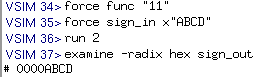 VSIM 34> force func "11"
VSIM 35> force sign_in x"ABCD"
VSIM 36> run 2
VSIM 37> examine -radix hex sign_out
# 0000ABCD